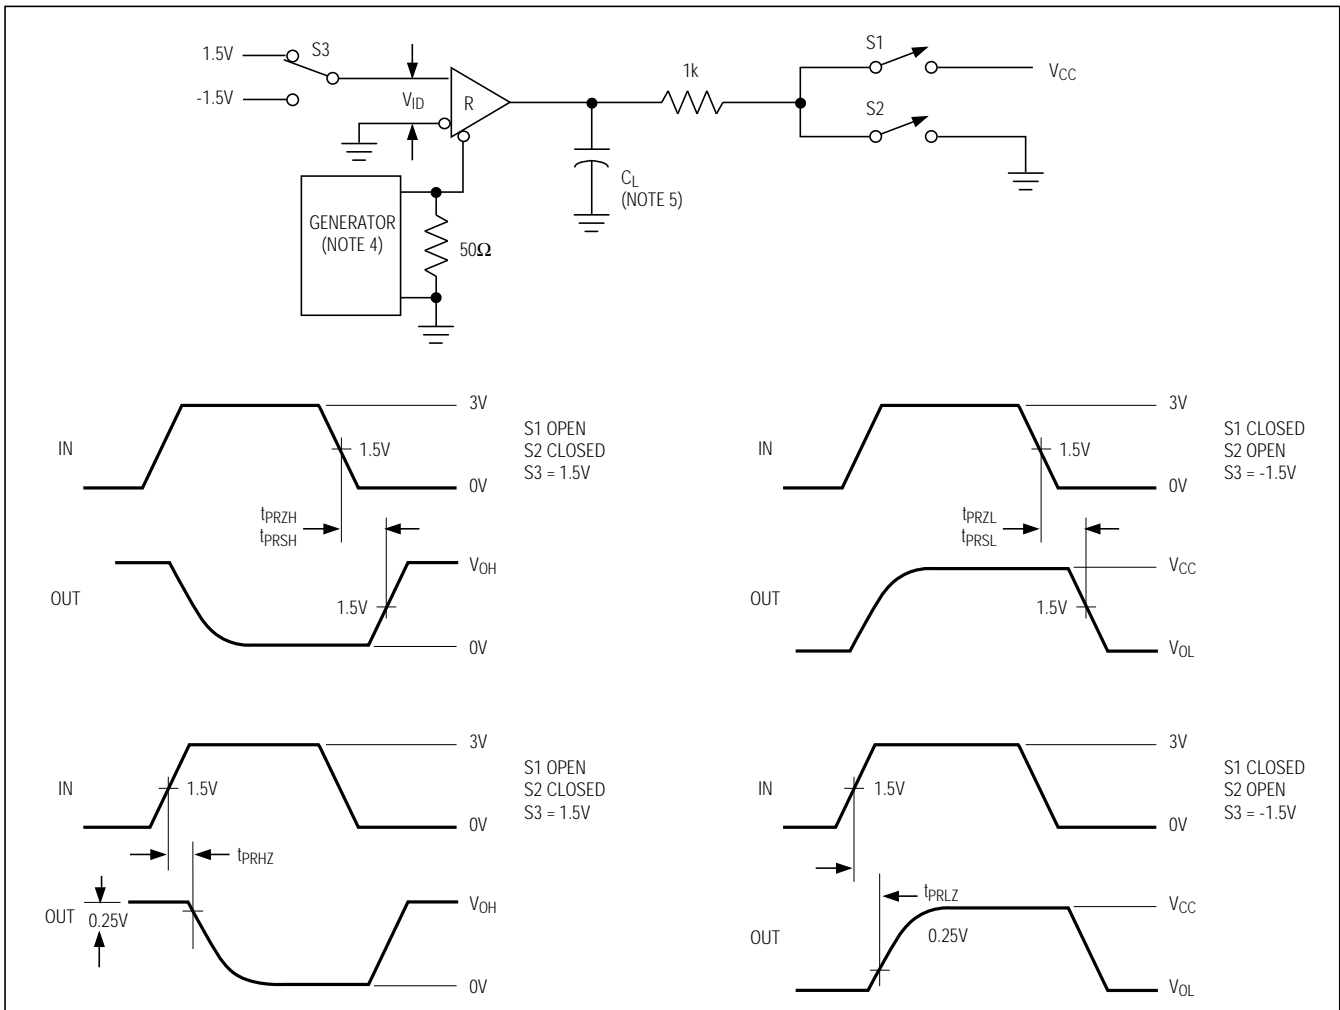 1.5V
S3
-1.5V
VID
R
1k
S1
VCC
S2
CL
(NOTE 5)
GENERATOR
(NOTE 4)
50Ω
IN
3V
1.5V
0V
S1 OPEN
S2 CLOSED
S3 = 1.5V
tPRZH
tPRSH
OUT
VOH
1.5V
0V
IN
3V
1.5V
0V
S1 CLOSED
S2 OPEN
S3 = -1.5V
tPRZL
tPRSL
OUT
VCC
1.5V
VOL
IN
3V
1.5V
0V
S1 OPEN
S2 CLOSED
S3 = 1.5V
tPRHZ
OUT
0.25V
VOH
0V
IN
3V
1.5V
0V
S1 CLOSED
S2 OPEN
S3 = -1.5V
tPRLZ
OUT
0.25V
VCC
VOL